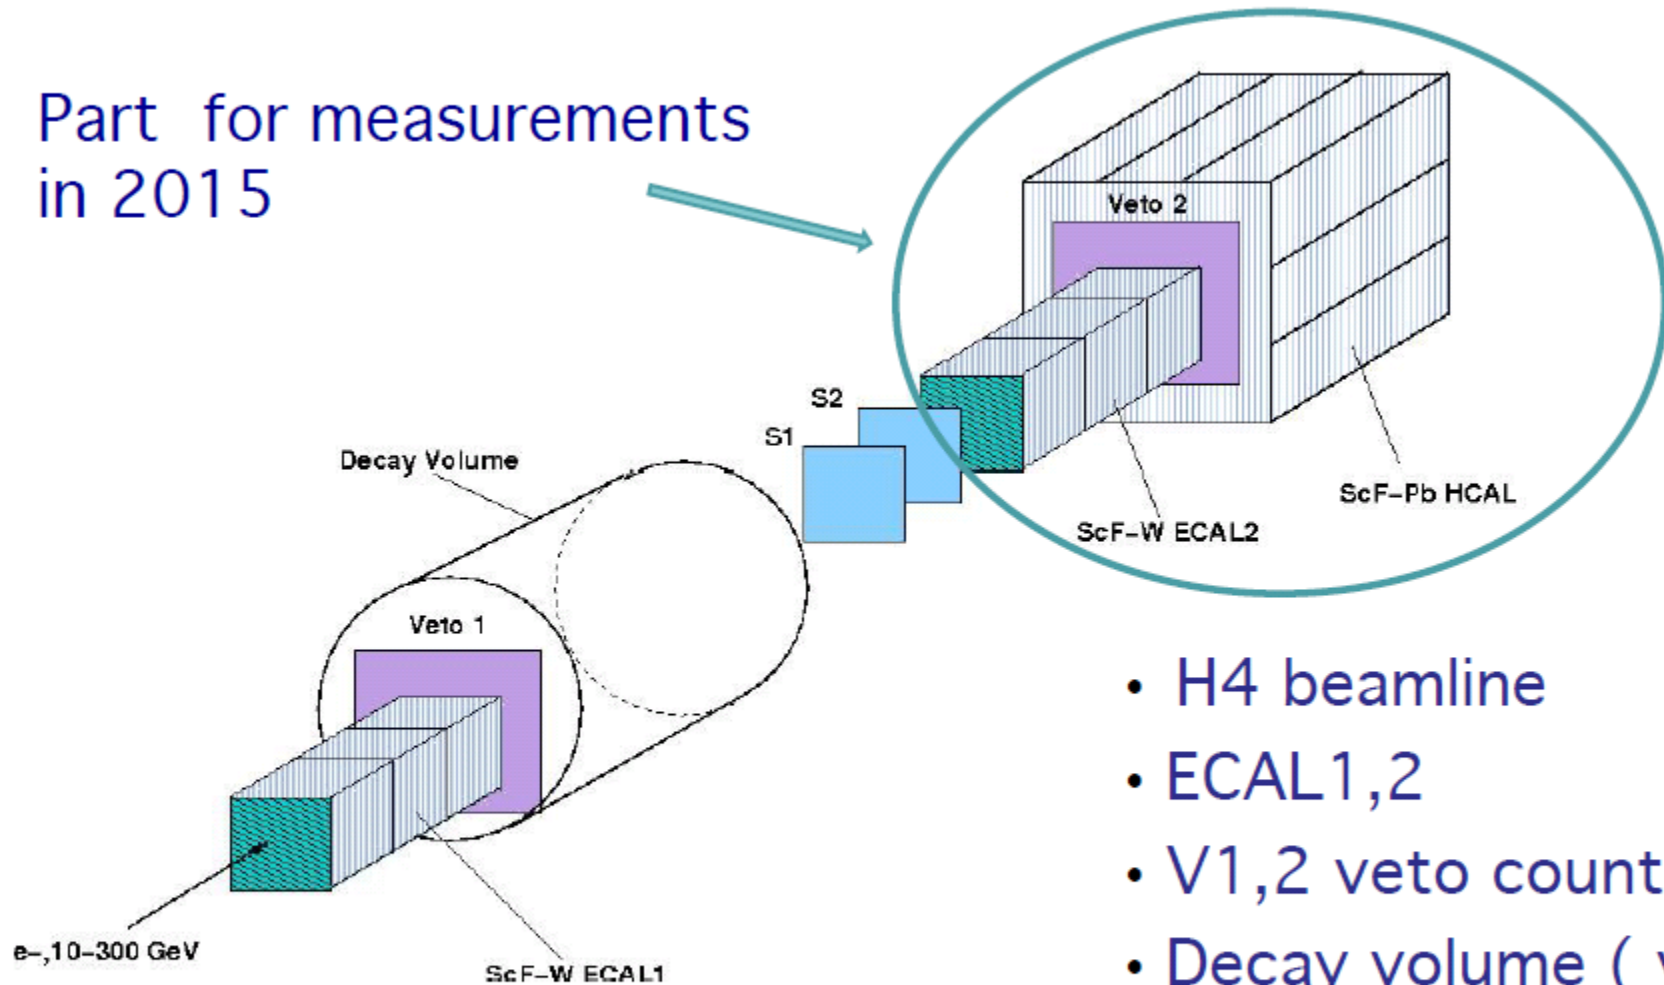 Part for measurements
in 2015
Veto 2
S2
S1
Decay Volume
ScF-Pb HCAL
ScF-W ECAL2
Veto 1
• H4 beamline
• ECAL1,2
• V1,2 veto count
• Decay volume (
e-,10-300 GeV
ScF-W ECAL1